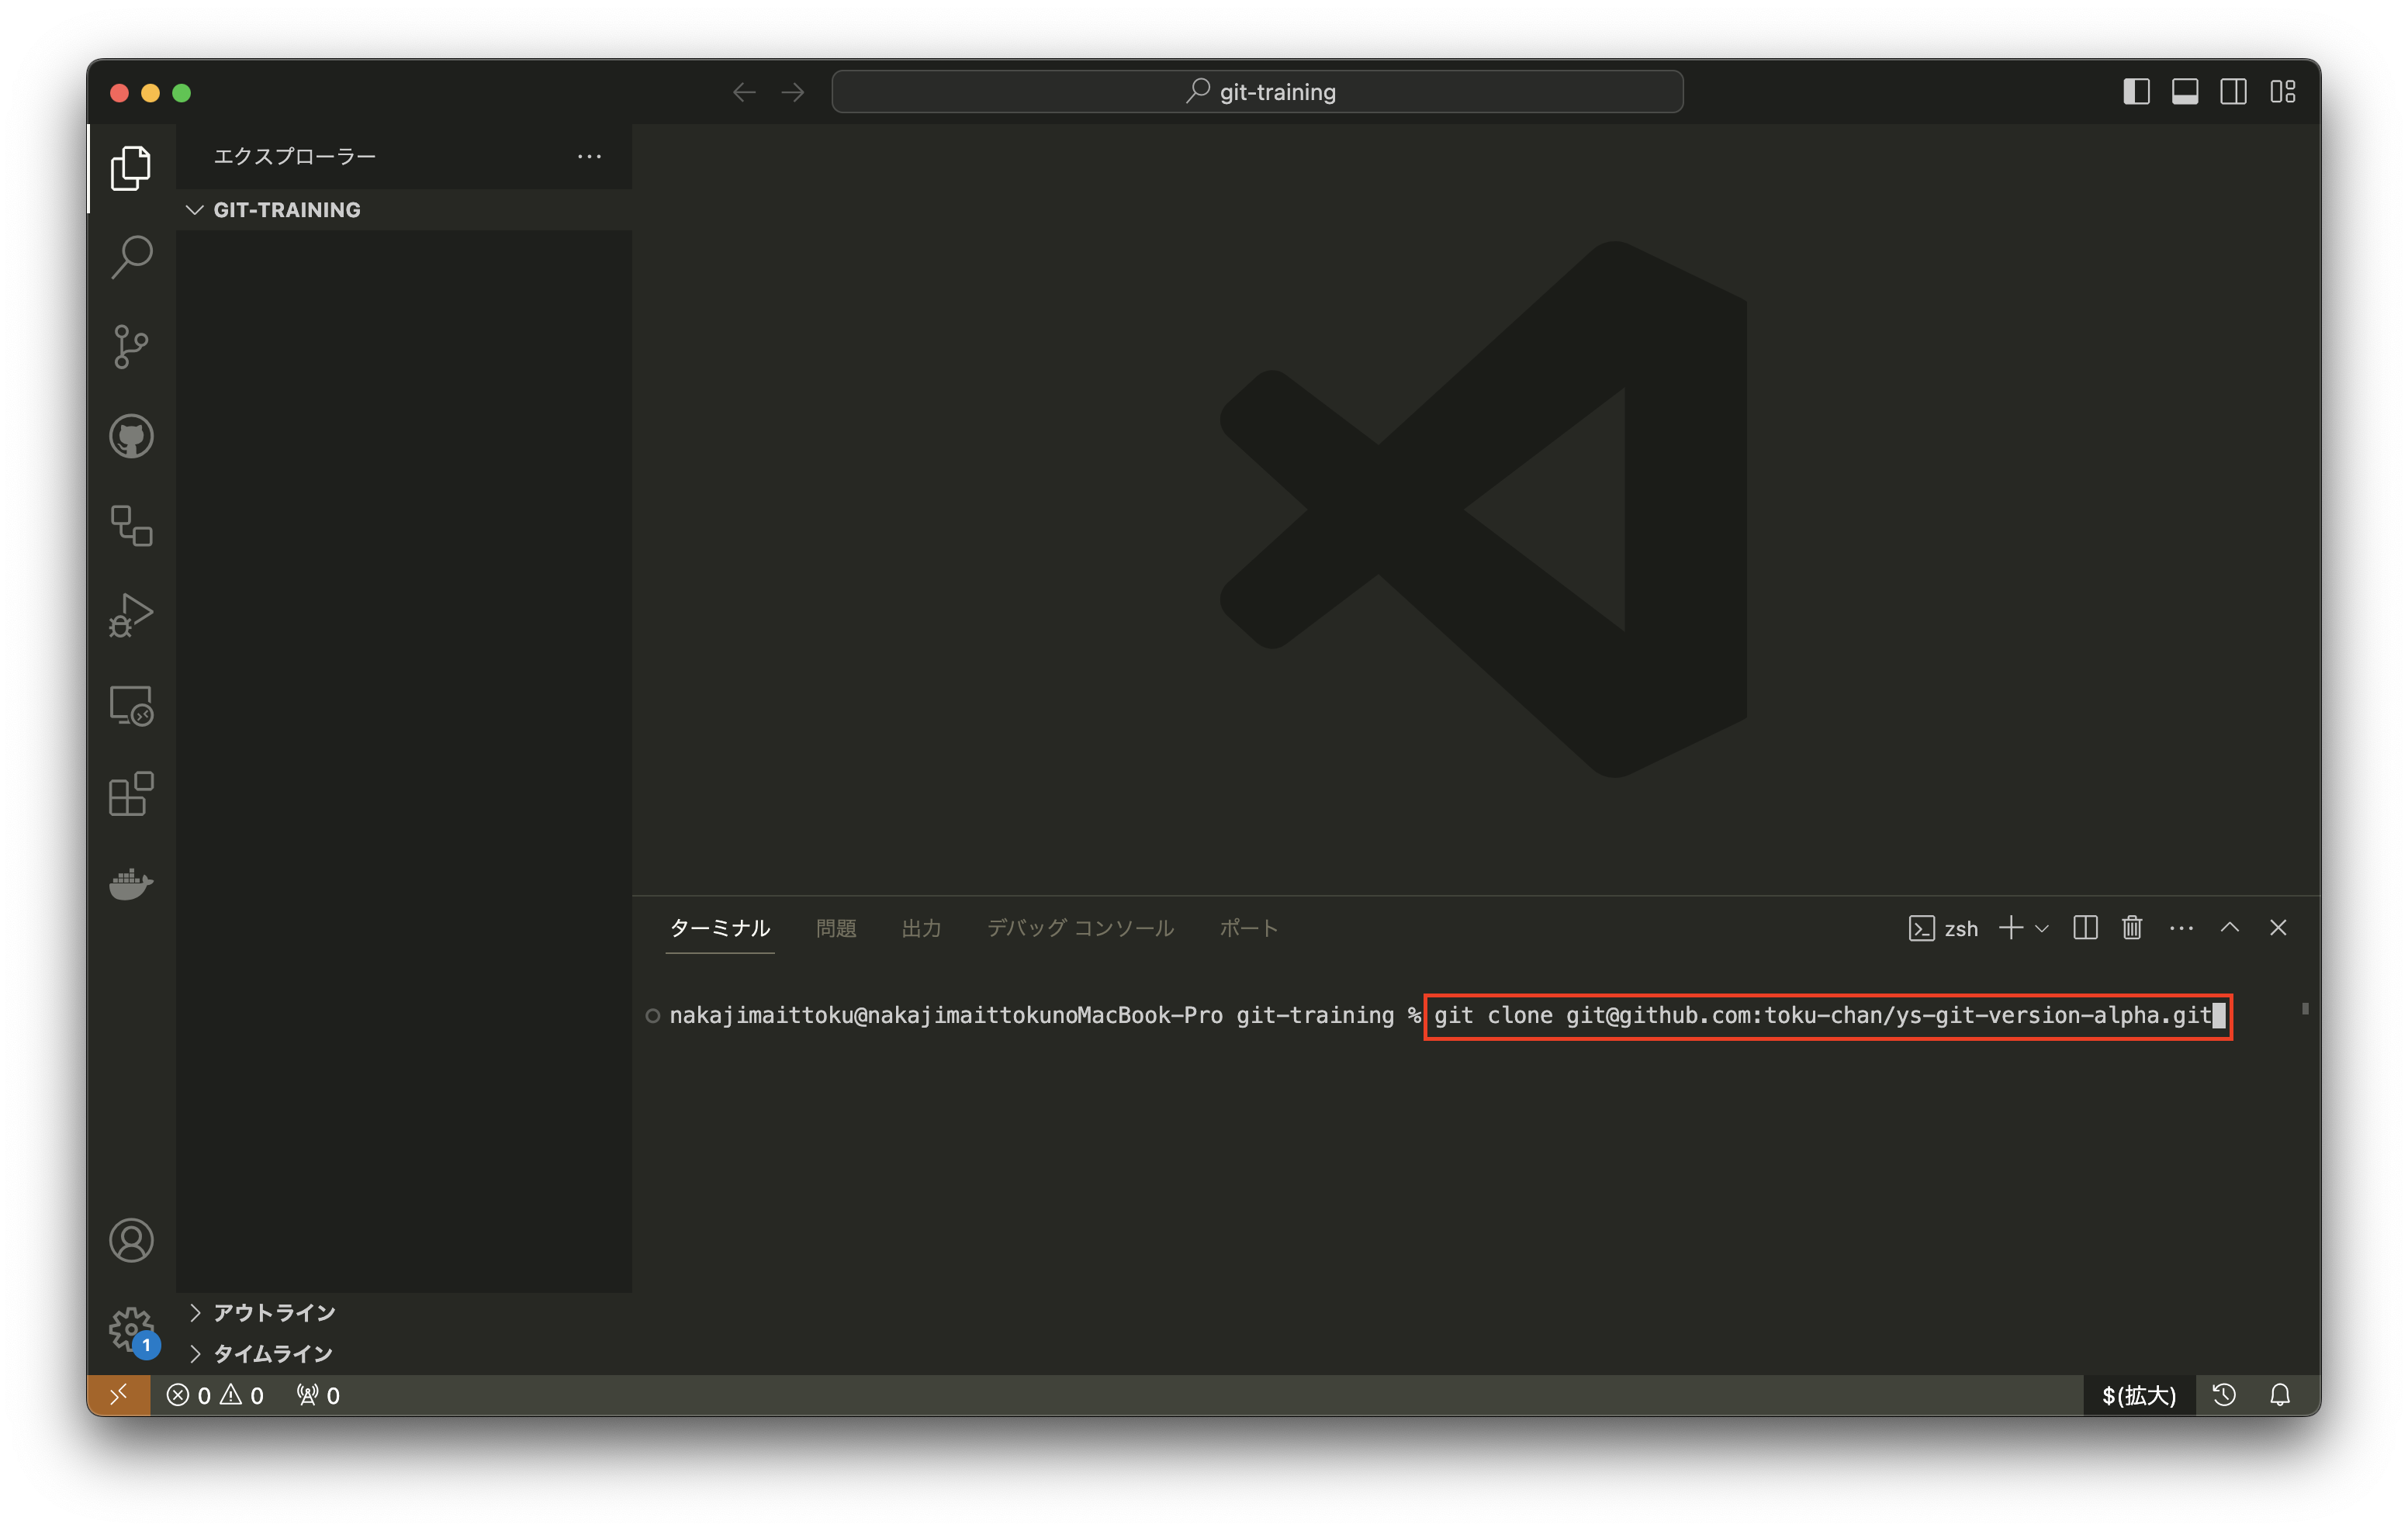 git-training
エクスプローラー
GIT-TRAINING
ターミナル 問題 出力 デバッグ コンソール ポート zsh
nakajimaittoku@nakajimaittokunoMacBook-Pro git-training % git clone git@github.com:toku-chan/ys-git-version-alpha.git
アウトライン
タイムライン
1
0 0 0 $(拡大)